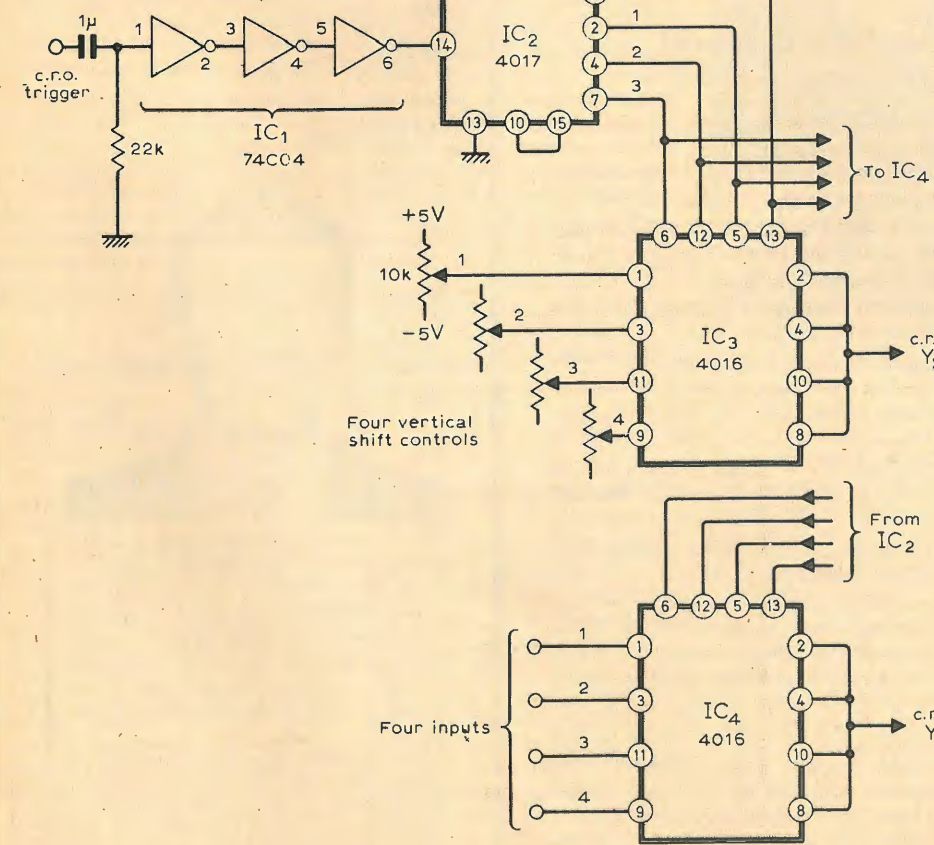 1μ
1 3 5
2 4 6
c.r.o.
trigger
22k
IC1
74C04
14
IC2
4017
2 1
4 2
7 3
13 10 15
To IC4
6 12 5 13
+5V
10k
-5V
1
2
3
4
1
3
11
9
IC3
4016
2
4
10
8
Four vertical
shift controls
From
IC2
6 12 5 13
Four inputs
1
2
3
4
1
3
11
9
IC4
4016
2
4
10
8